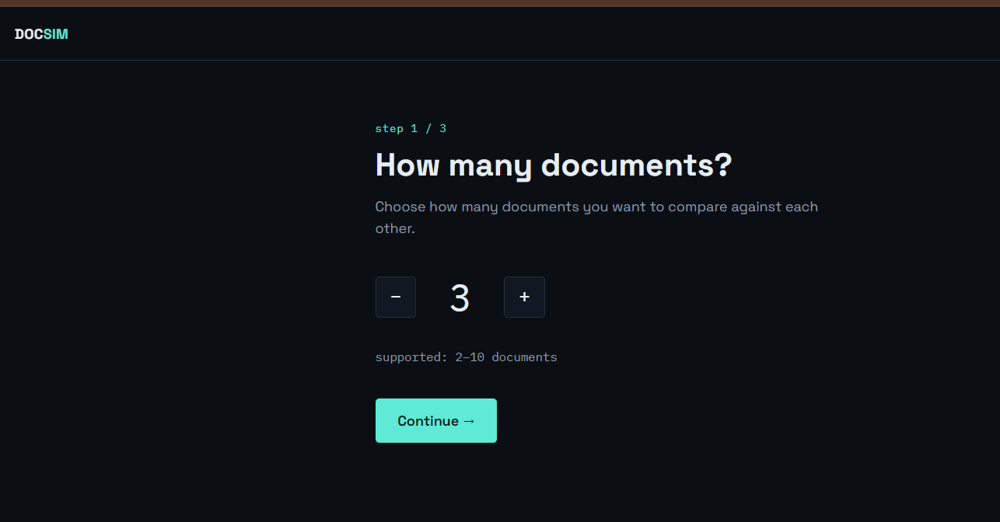 DOCSIM
step 1 / 3
How many documents?
Choose how many documents you want to compare against each
other.
− 3 +
supported: 2–10 documents
Continue →